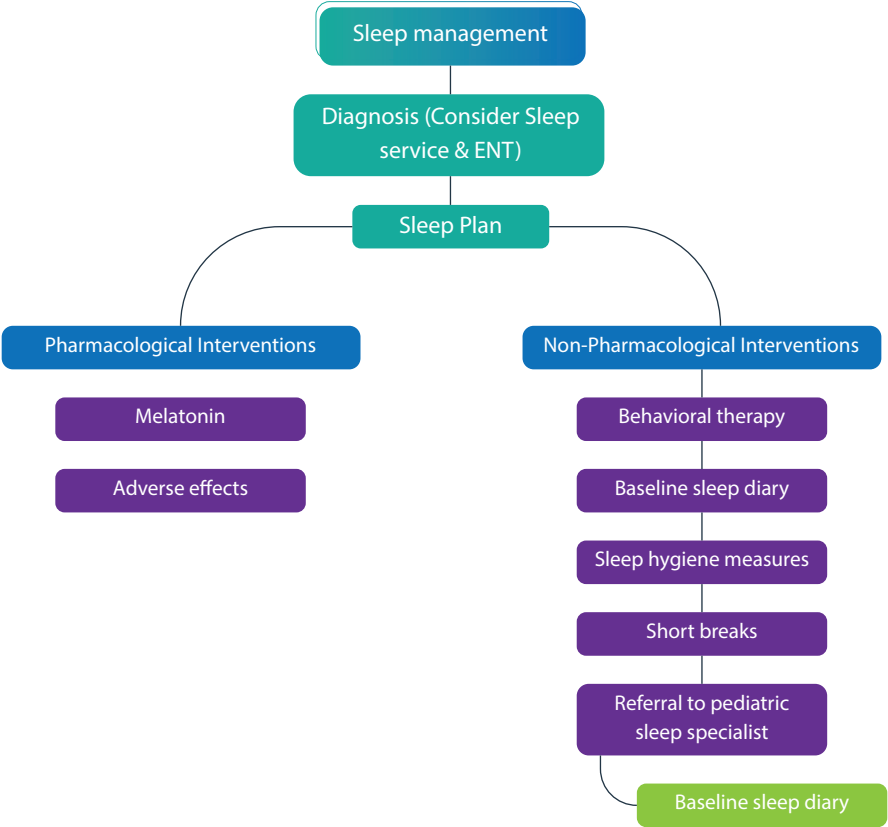 Sleep management
Diagnosis (Consider Sleep
service & ENT)
Sleep Plan
Pharmacological Interventions
Melatonin
Adverse effects
Non-Pharmacological Interventions
Behavioral therapy
Baseline sleep diary
Sleep hygiene measures
Short breaks
Referral to pediatric
sleep specialist
Baseline sleep diary